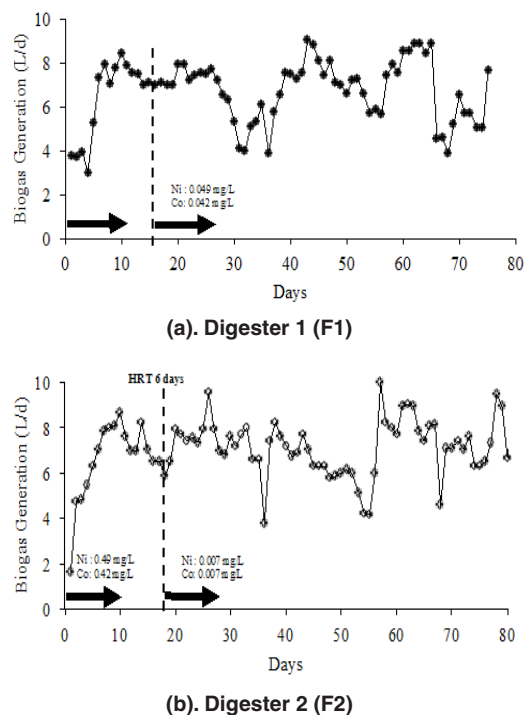 Biogas Generation (L/d)
10
8
6
4
2
0
Ni : 0.049 mg/L
Co: 0.042 mg/L
0 10 20 30 40 50 60 70 80
Days
(a). Digester 1 (F1)
HRT 6 days
Biogas Generation (L/d)
10
8
6
4
2
0
Ni : 0.49 mg/L
Co: 0.42 mg/L
Ni : 0.007 mg/L
Co: 0.007 mg/L
0 10 20 30 40 50 60 70 80
Days
(b). Digester 2 (F2)